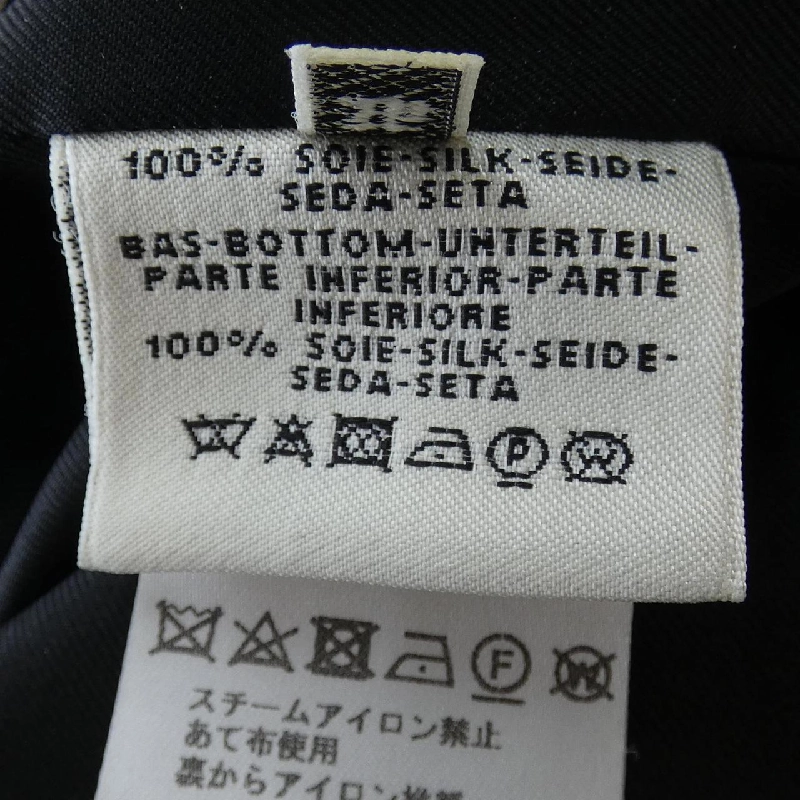 100% SOIE-SILK-SEIDE-
SEDA-SETA
BAS-BOTTOM-UNTERTEIL-
PARTE INFERIOR-PARTE
INFERIORE
100% SOIE-SILK-SEIDE-
SEDA-SETA
P W
F W
スチームアイロン禁止
あて布使用
裏からアイロン推奨